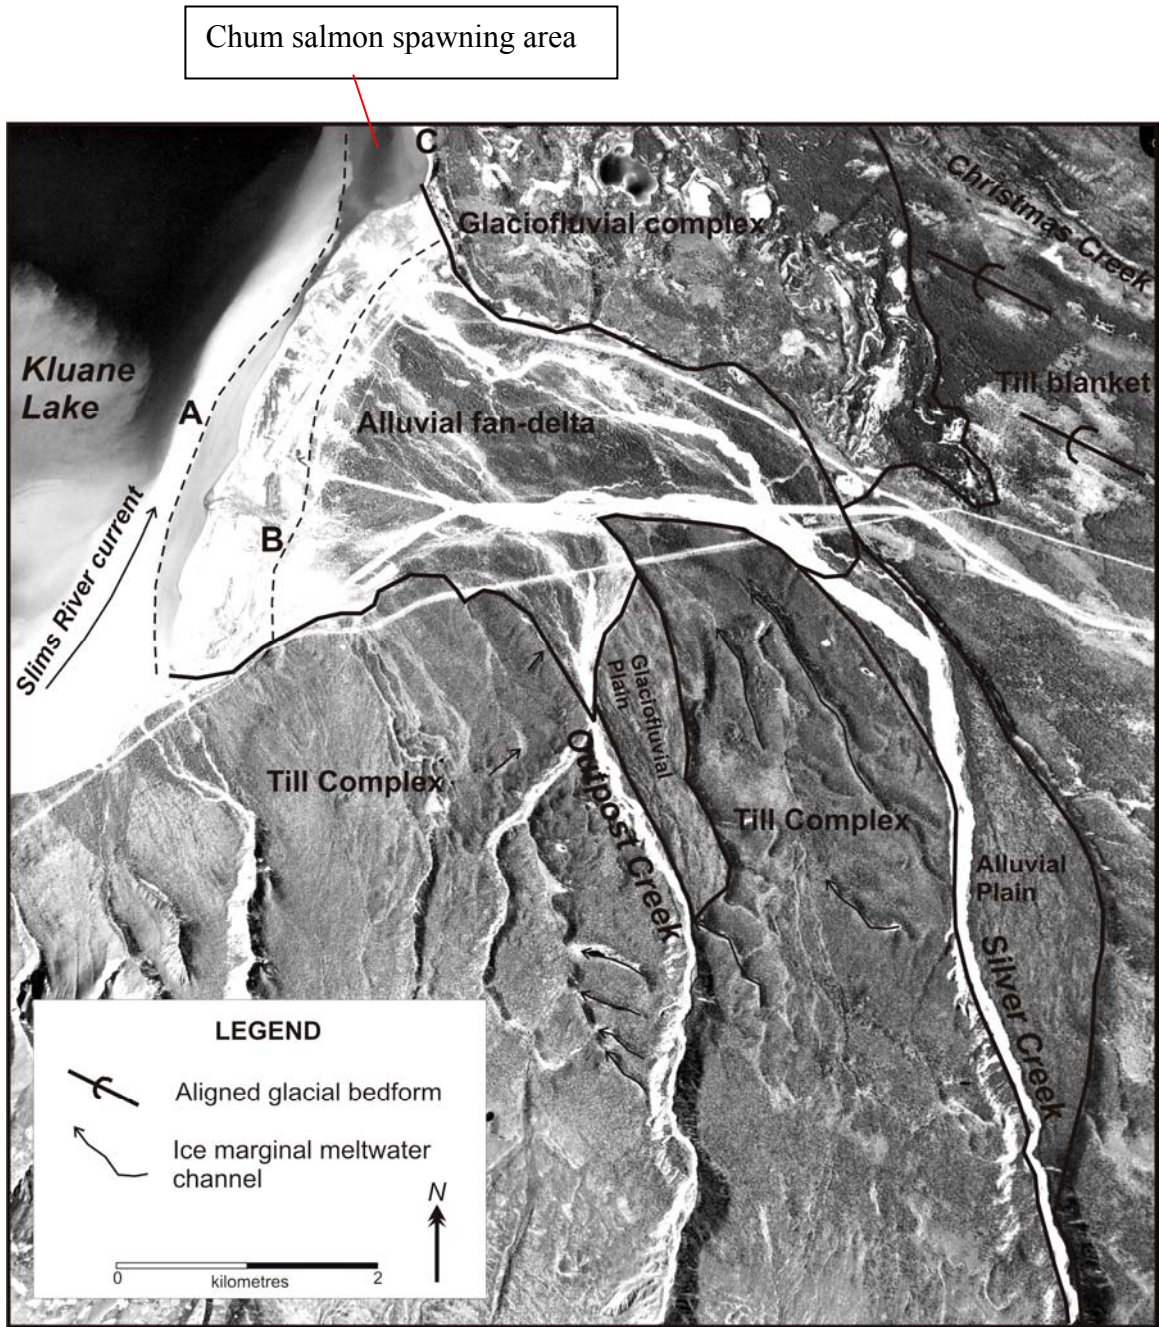 Chum salmon spawning area
C
Christmas Creek
Glaciofluvial complex
Kluane
Lake
Till blanket
A
Alluvial fan-delta
B
Slims River current
Glaciofluvial
Plain
Till Complex
Outpost Creek
Till Complex
Alluvial
Plain
Silver Creek
LEGEND
Aligned glacial bedform
Ice marginal meltwater
channel
N
0
2
kilometres